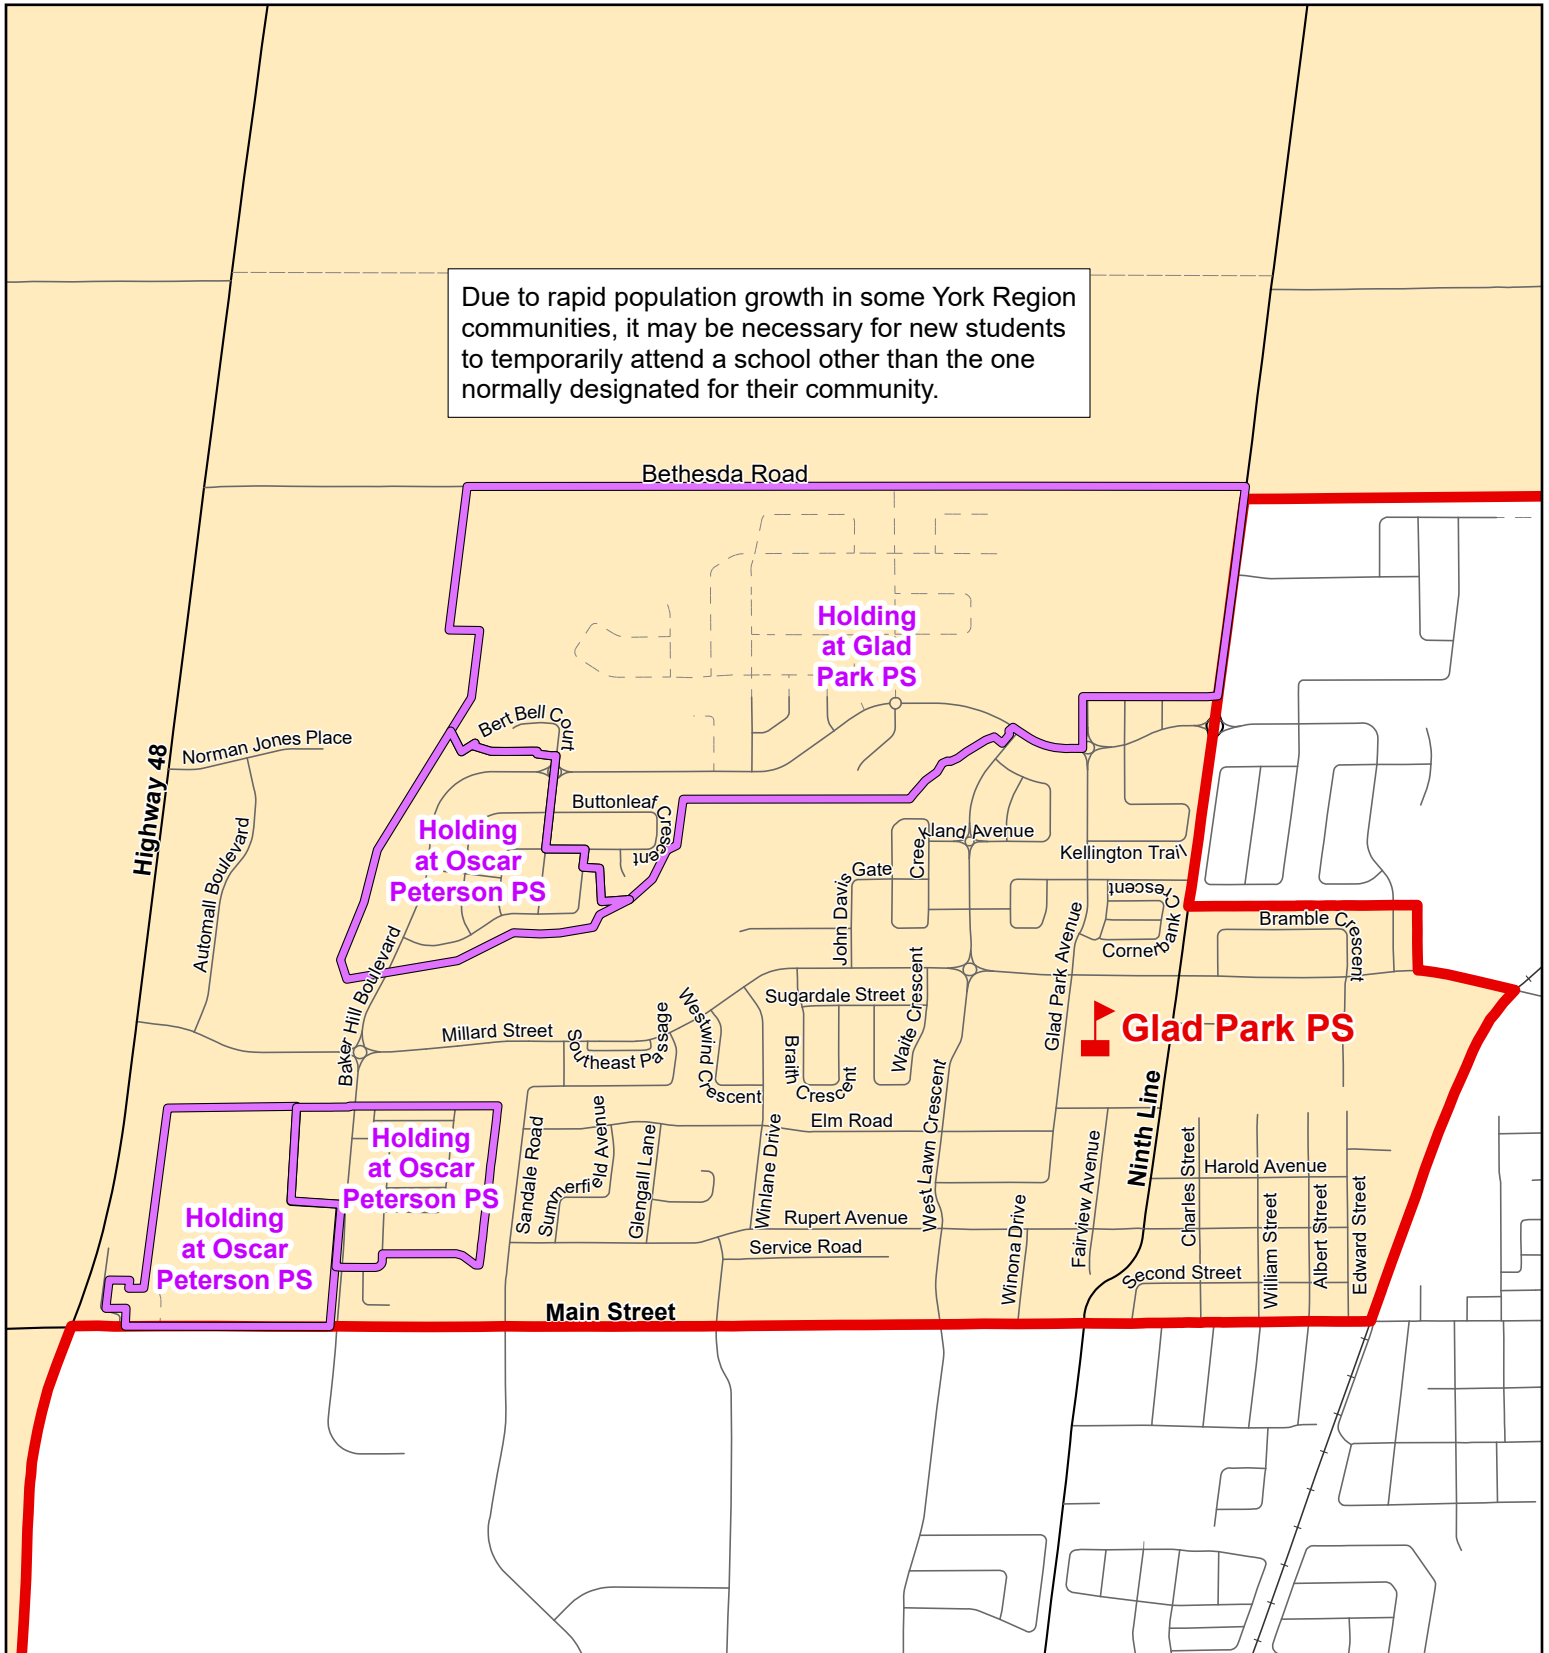 Due to rapid population growth in some York Region
communities, it may be necessary for new students
to temporarily attend a school other than the one
normally designated for their community.
Bethesda Road
Holding
at Glad
Park PS
Bert Bell Court
Norman Jones Place
Highway 48
Automall Boulevard
Buttonleaf Crescent
Holding
at Oscar
Peterson PS
Baker Hill Boulevard
Creekland Avenue
Kellington Trail
John Davis Gate
Cornerbank Crescent
Bramble Crescent
Glad Park Avenue
Sugardale Street
Waite Crescent
Westwind Crescent
Millard Street
Southeast Passage
Braith Crescent
Glad Park PS
Ninth Line
Elm Road
West Lawn Crescent
Holding
at Oscar
Peterson PS
Holding
at Oscar
Peterson PS
Sandale Road
Summerfield Avenue
Glengall Lane
Winlane Drive
Rupert Avenue
Service Road
Winona Drive
Fairview Avenue
Charles Street
Harold Avenue
William Street
Albert Street
Edward Street
Second Street
Main Street